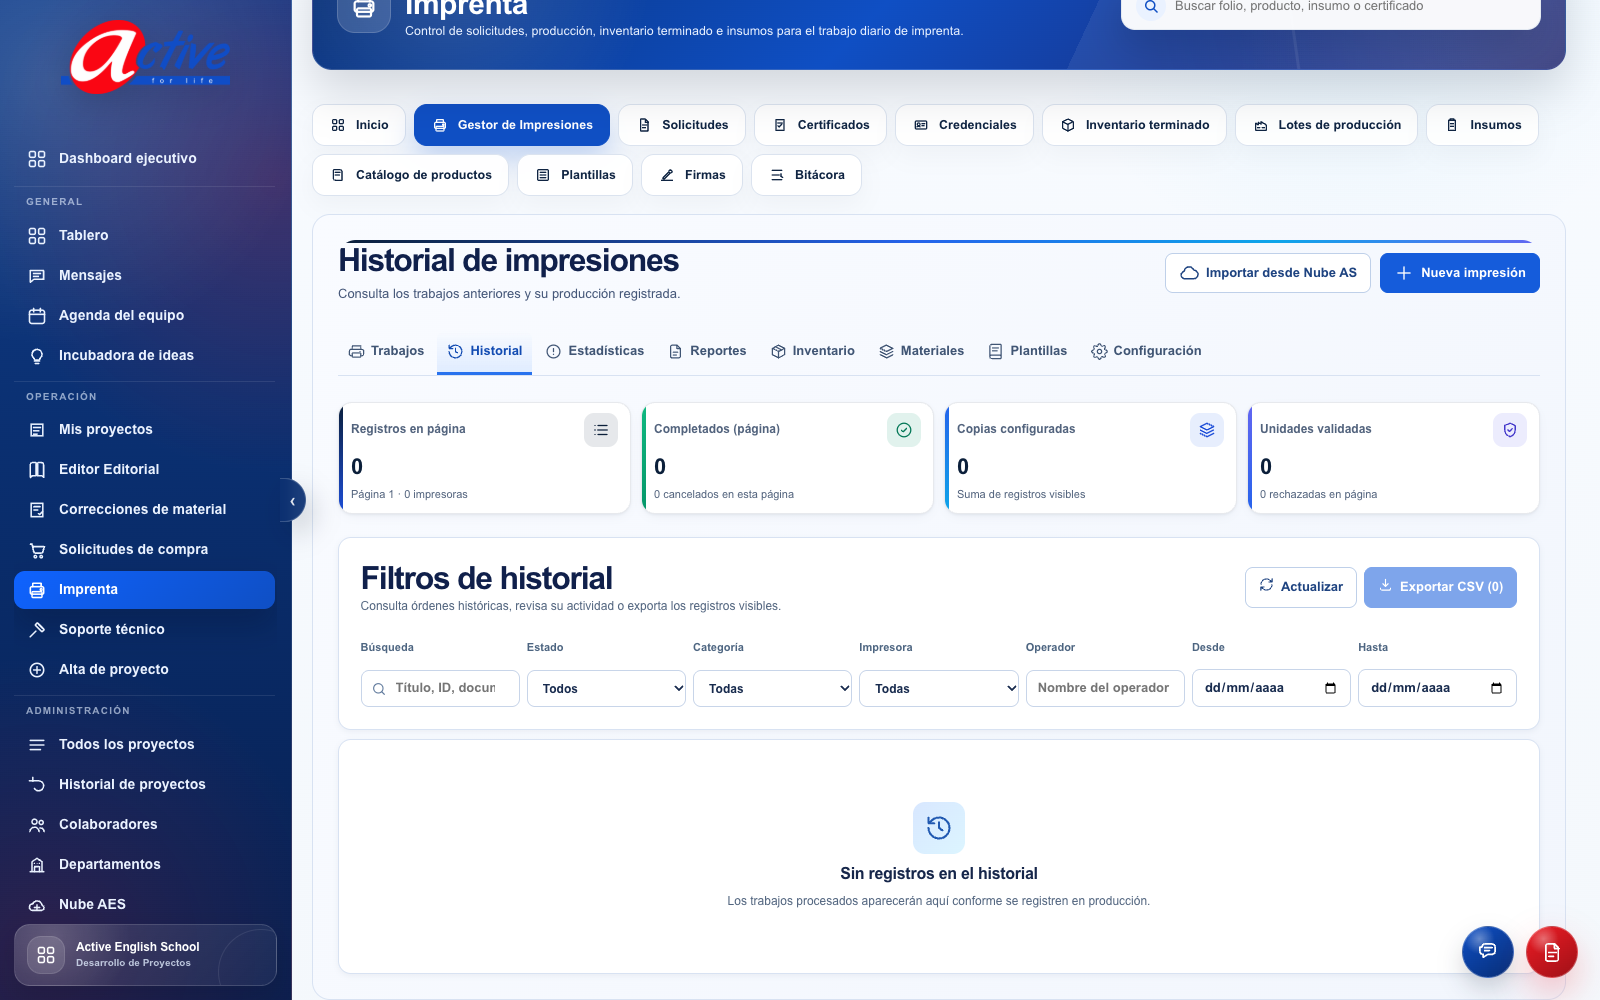 active
for life
Dashboard ejecutivo
GENERAL
Tablero
Mensajes
Agenda del equipo
Incubadora de ideas
OPERACIÓN
Mis proyectos
Editor Editorial
Correcciones de material
Solicitudes de compra
Imprenta
Soporte técnico
Alta de proyecto
ADMINISTRACIÓN
Todos los proyectos
Historial de proyectos
Colaboradores
Departamentos
Nube AES
Active English School
Desarrollo de Proyectos
Imprenta
Control de solicitudes, producción, inventario terminado e insumos para el trabajo diario de imprenta.
Buscar folio, producto, insumo o certificado
Inicio Gestor de Impresiones Solicitudes Certificados Credenciales Inventario terminado Lotes de producción Insumos
Catálogo de productos Plantillas Firmas Bitácora
Historial de impresiones
Consulta los trabajos anteriores y su producción registrada.
Importar desde Nube AS Nueva impresión
Trabajos Historial Estadísticas Reportes Inventario Materiales Plantillas Configuración
Registros en página
0
Página 1 · 0 impresoras
Completados (página)
0
0 cancelados en esta página
Copias configuradas
0
Suma de registros visibles
Unidades validadas
0
0 rechazadas en página
Filtros de historial
Consulta órdenes históricas, revisa su actividad o exporta los registros visibles.
Actualizar Exportar CSV (0)
Búsqueda Estado Categoría Impresora Operador Desde Hasta
Título, ID, docum Todos Todas Todas Nombre del operador dd/mm/aaaa dd/mm/aaaa
Sin registros en el historial
Los trabajos procesados aparecerán aquí conforme se registren en producción.